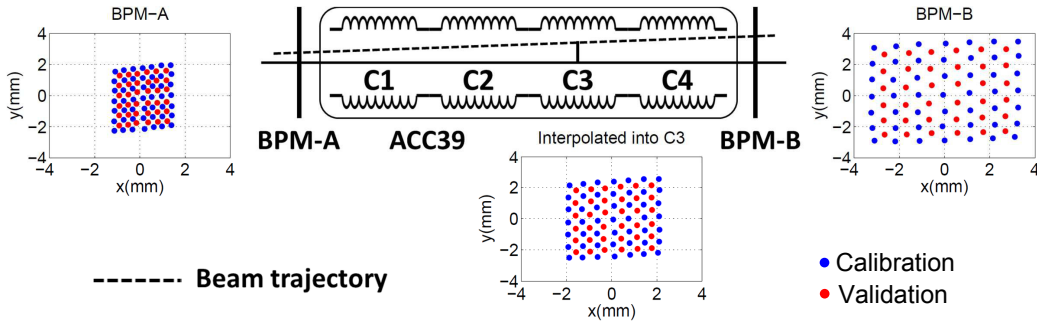 BPM−A
4
2
0
−2
−4
y(mm)
−4 −2 0 2 4
x(mm)
C1 C2 C3 C4
BPM-A ACC39 BPM-B
BPM−B
4
2
0
−2
−4
y(mm)
−4 −2 0 2 4
x(mm)
Interpolated into C3
4
2
0
−2
−4
y(mm)
−4 −2 0 2 4
x(mm)
Beam trajectory
Calibration
Validation